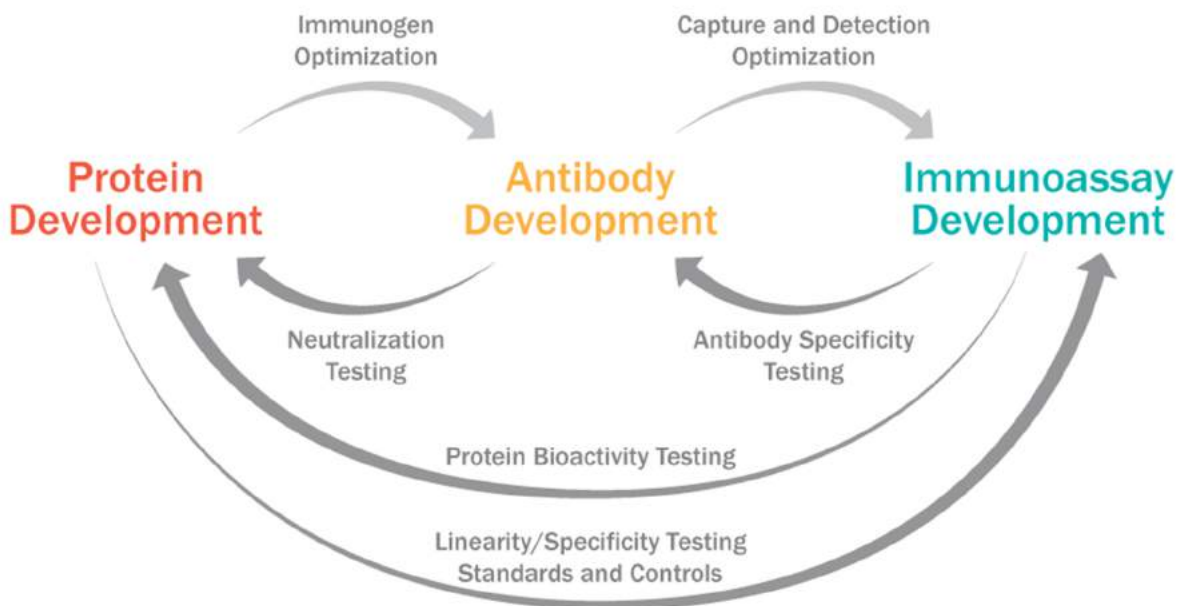 Immunogen
Optimization
Capture and Detection
Optimization
Protein
Development
Antibody
Development
Immunoassay
Development
Neutralization
Testing
Antibody Specificity
Testing
Protein Bioactivity Testing
Linearity/Specificity Testing
Standards and Controls